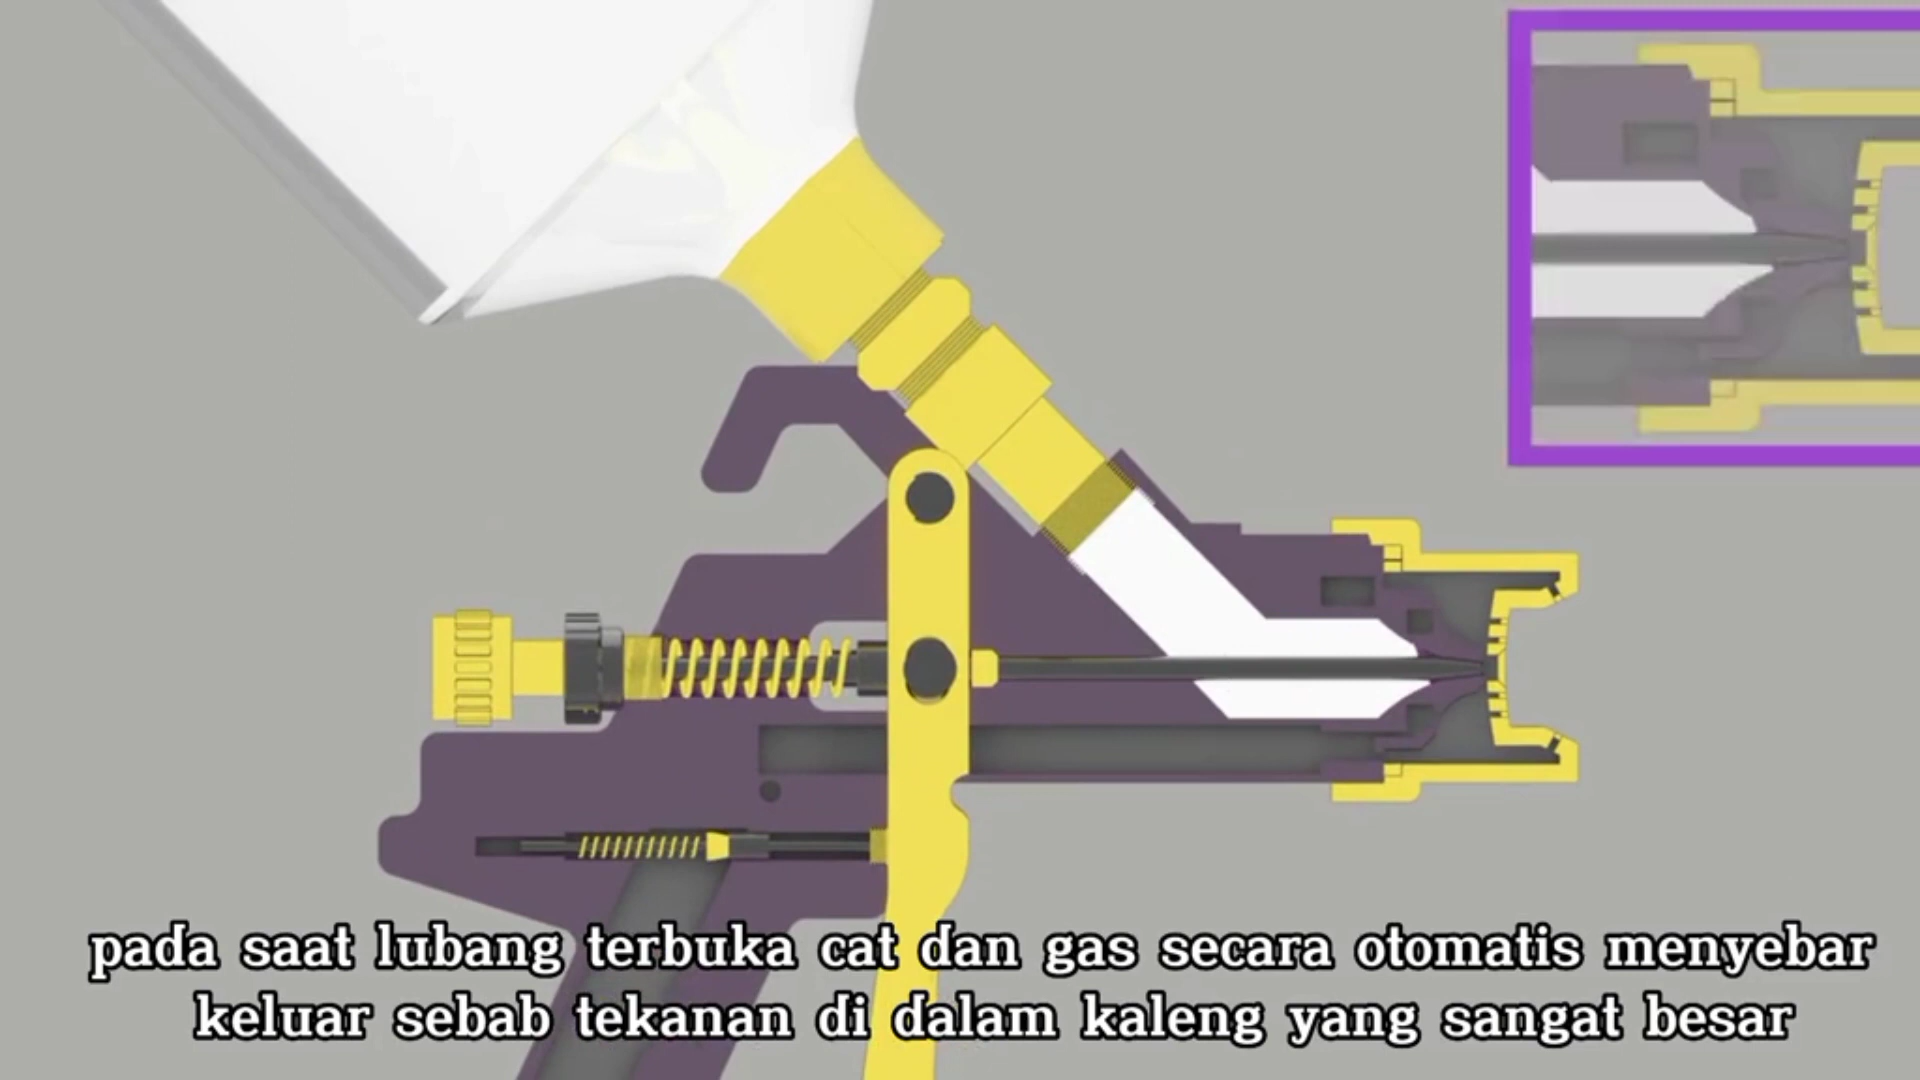 pada saat lubang terbuka cat dan gas secara otomatis menyebar
keluar sebab tekanan di dalam kaleng yang sangat besar